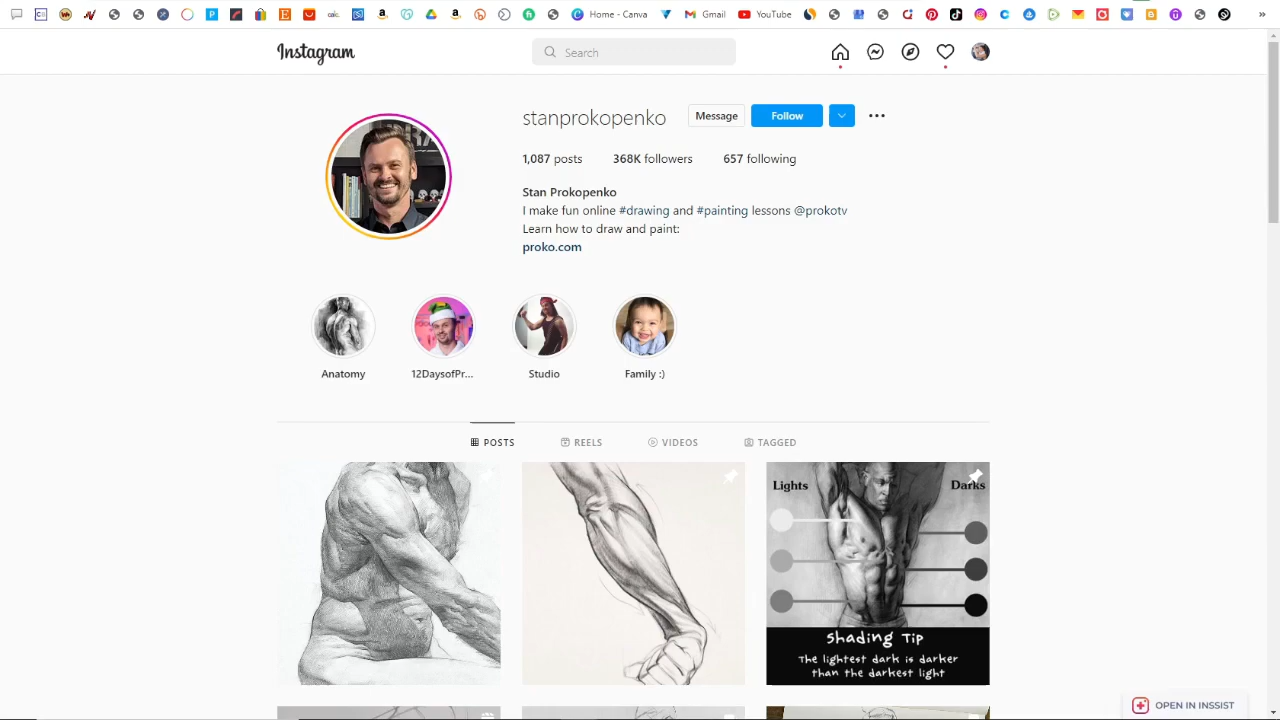 Home - Canva
Gmail
YouTube
»
Instagram
Search
stanprokopenko
Message
Follow
1,087 posts
368K followers
657 following
Stan Prokopenko
I make fun online #drawing and #painting lessons @prokotv
Learn how to draw and paint:
proko.com
Anatomy
12DaysofPr...
Studio
Family :)
POSTS
REELS
VIDEOS
TAGGED
Lights
Darks
Shading Tip
The lightest dark is darker
than the darkest light
OPEN IN INSSIST